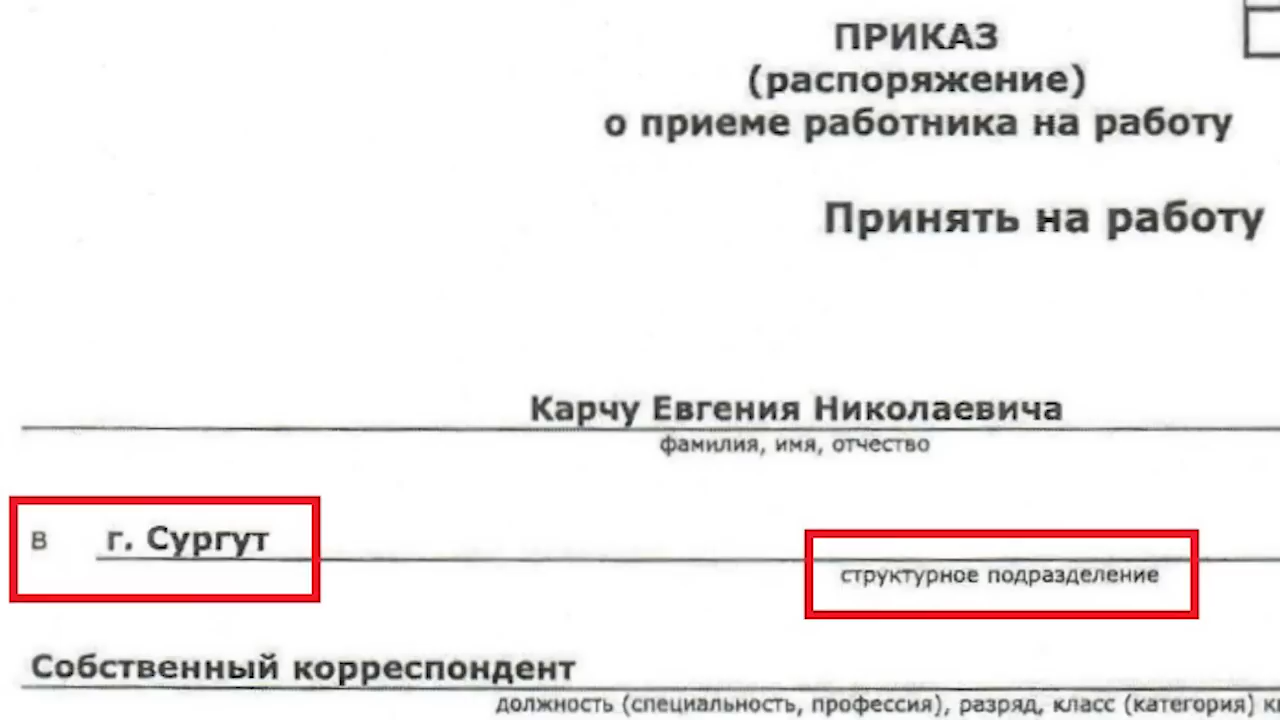 ПРИКАЗ
(распоряжение)
о приеме работника на работу
Принять на работу
Карчу Евгения Николаевича
фамилия, имя, отчество
в г. Сургут
структурное подразделение
Собственный корреспондент
должность (специальность, профессия), разряд, класс (категория)